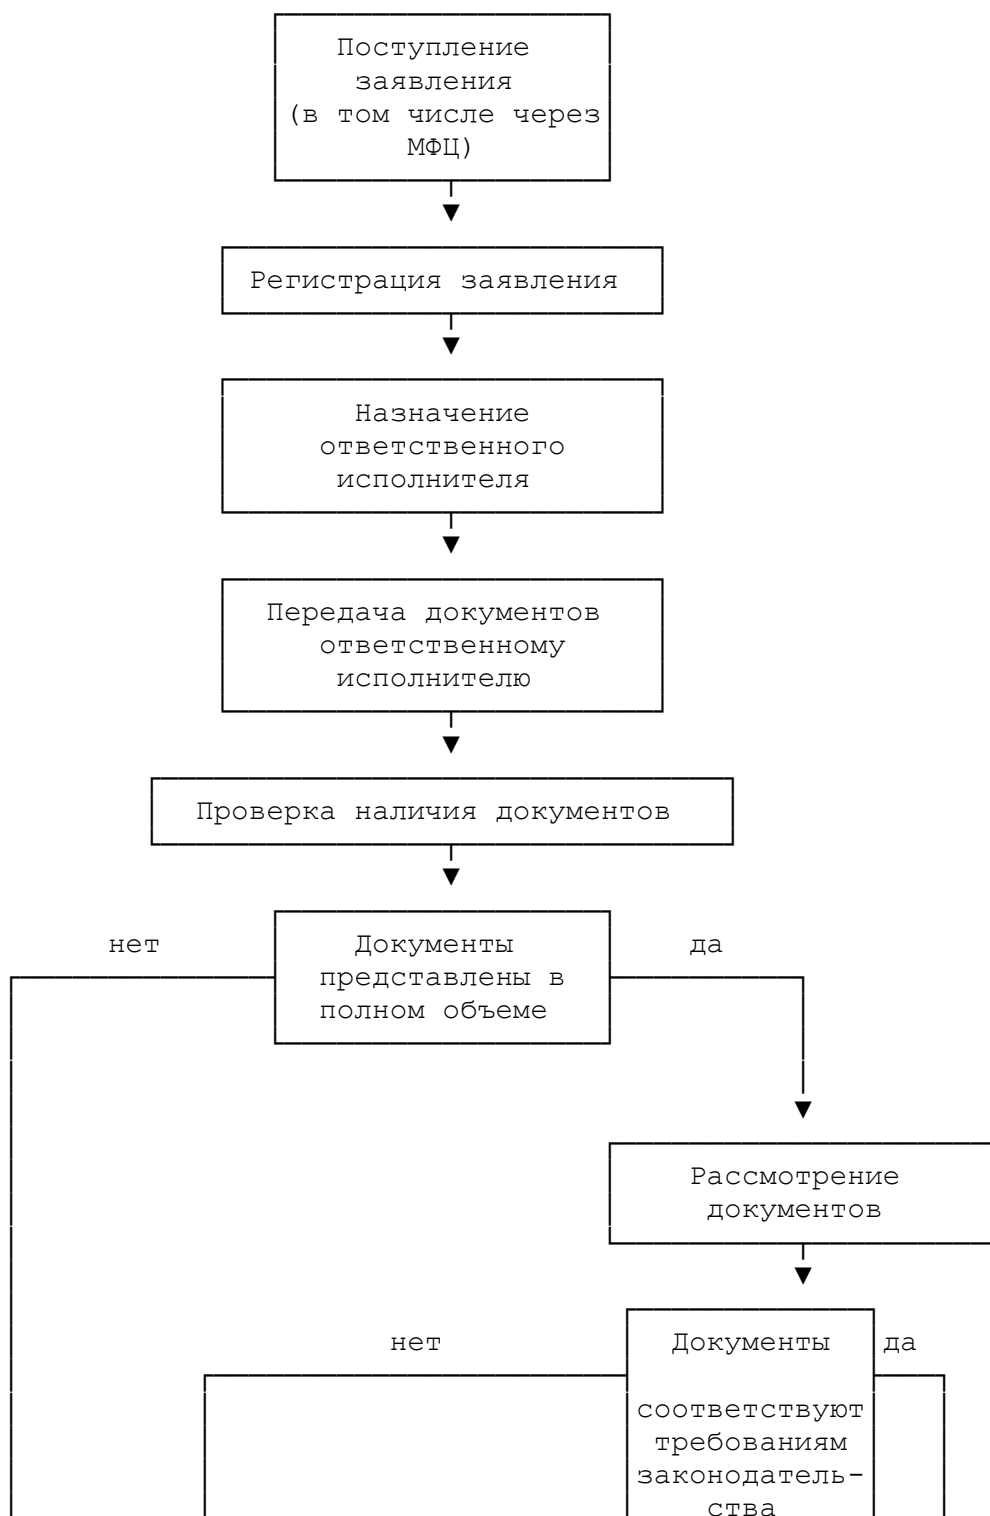 Поступление
заявления
(в том числе через
МФЦ)
Регистрация заявления
Назначение
ответственного
исполнителя
Передача документов
ответственному
исполнителю
Проверка наличия документов
нет
Документы
да
представлены в
полном объеме
Рассмотрение
документов
нет
Документы
да
соответствуют
требованиям
законодатель-
ства